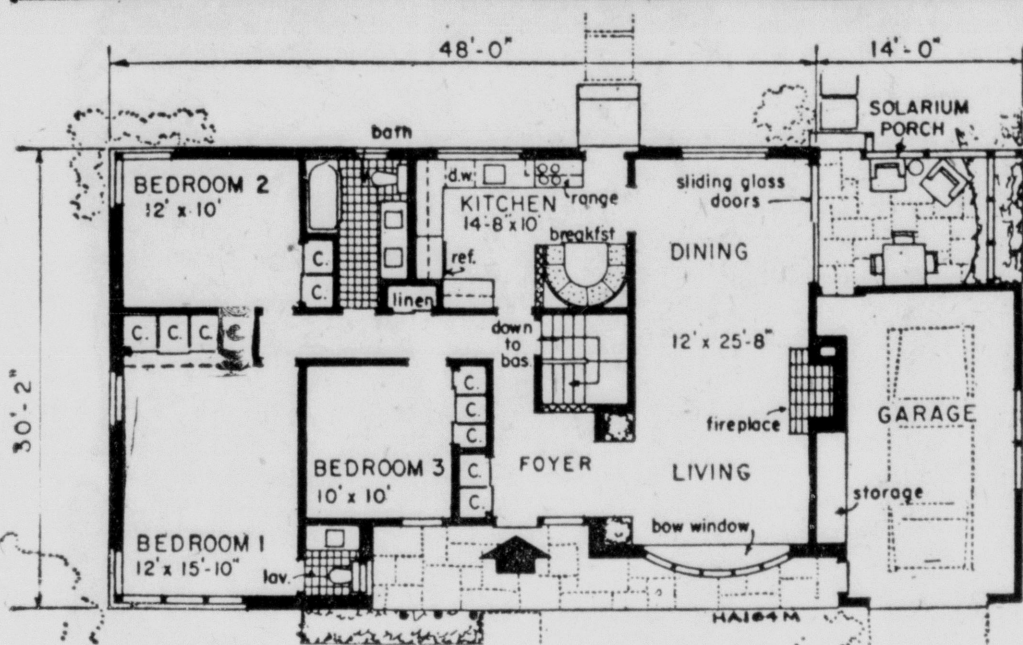 48'-0"
14'-0"
SOLARIUM
PORCH
bath
d.w.
range
sliding glass
doors
BEDROOM 2
12' x 10'
KITCHEN
14'-8" x 10'
breakfst
DINING
C.
C.
ref.
linen
C.
C.
C.
C
down
to
bas.
12' x 25'-8"
30'-2"
C.
C.
C.
fireplace
GARAGE
BEDROOM 3
10' x 10'
C.
C.
FOYER
LIVING
storage
bow window
BEDROOM 1
12' x 15'-10"
lav.
HA164M